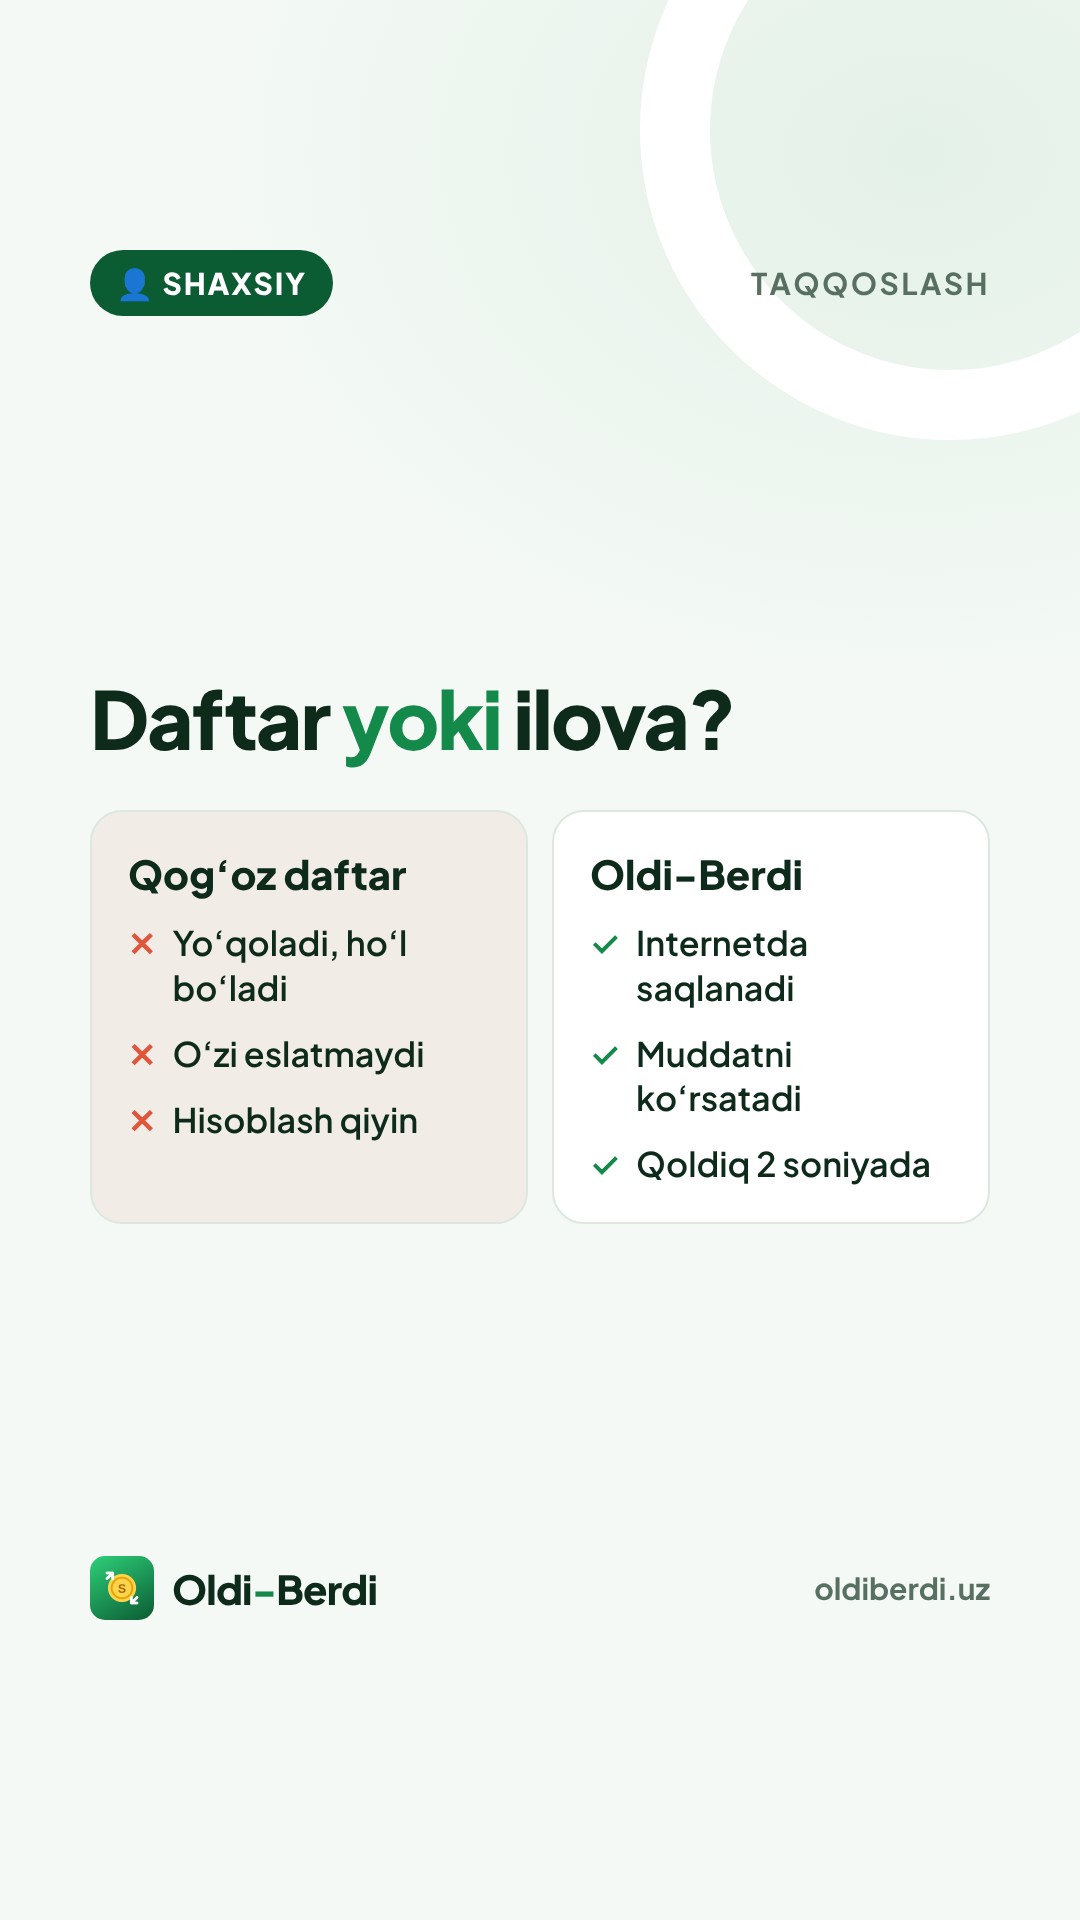 👤 SHAXSIY
TAQQOSLASH
Daftar yoki ilova?
Qog‘oz daftar
✕ Yo‘qoladi, ho‘l
bo‘ladi
✕ O‘zi eslatmaydi
✕ Hisoblash qiyin
Oldi–Berdi
✓ Internetda
saqlanadi
✓ Muddatni
ko‘rsatadi
✓ Qoldiq 2 soniyada
S
Oldi–Berdi
oldiberdi.uz